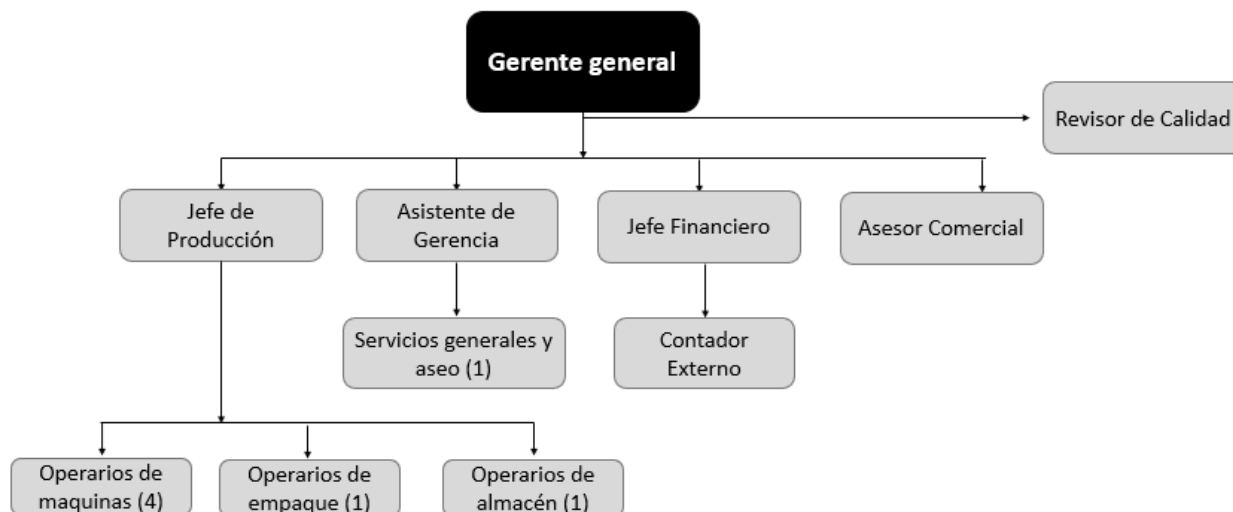 Gerente general
Revisor de Calidad
Jefe de
Producción
Asistente de
Gerencia
Jefe Financiero
Asesor Comercial
Servicios generales y
aseo (1)
Contador
Externo
Operarios de
maquinas (4)
Operarios de
empaque (1)
Operarios de
almacén (1)